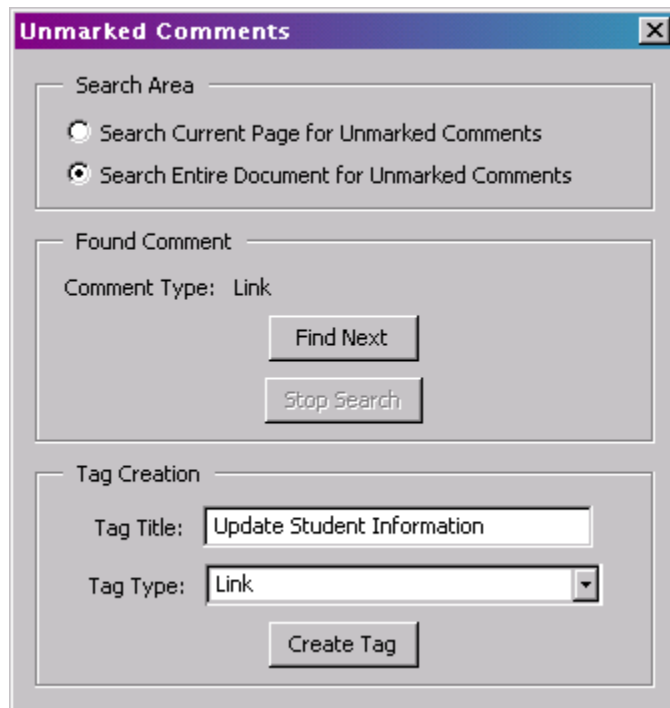 Unmarked Comments
Search Area
Search Current Page for Unmarked Comments
Search Entire Document for Unmarked Comments
Found Comment
Comment Type: Link
Find Next
Stop Search
Tag Creation
Tag Title: Update Student Information
Tag Type: Link
Create Tag